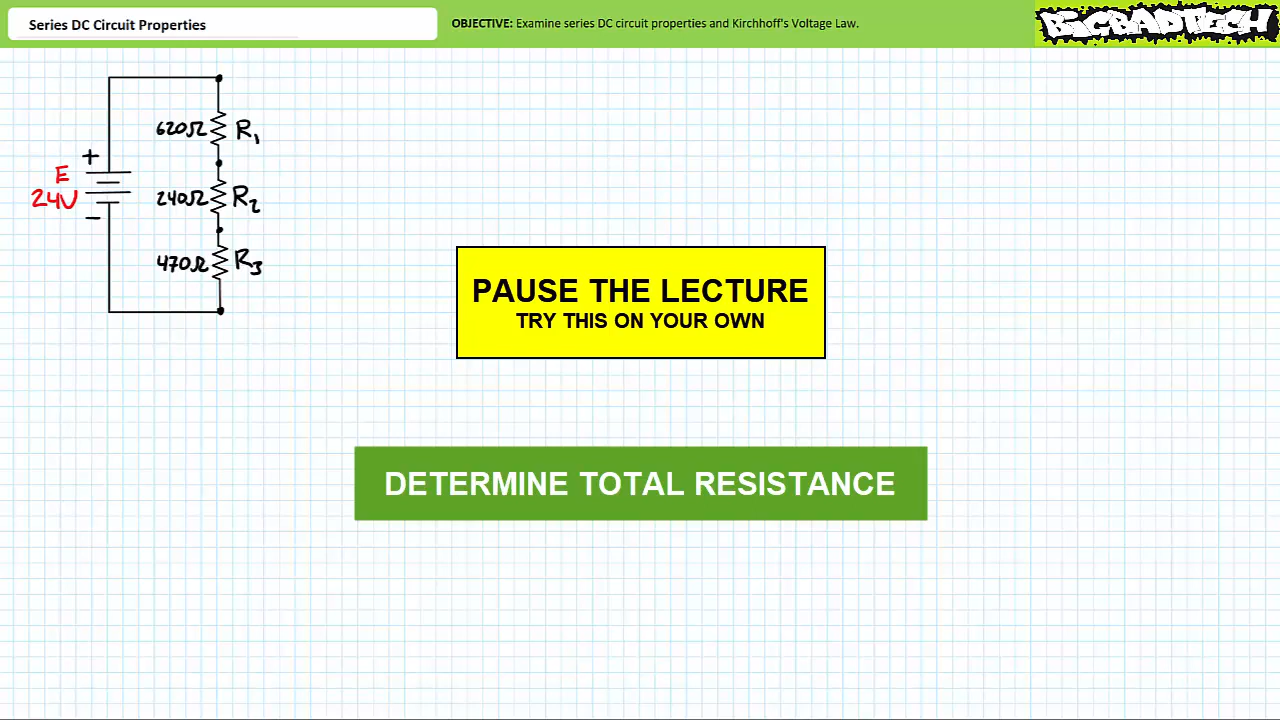 Series DC Circuit Properties
OBJECTIVE: Examine series DC circuit properties and Kirchhoff's Voltage Law.
BIGBADTECH
620Ω R1
+
E
24V
240Ω R2
−
470Ω R3
PAUSE THE LECTURE
TRY THIS ON YOUR OWN
DETERMINE TOTAL RESISTANCE